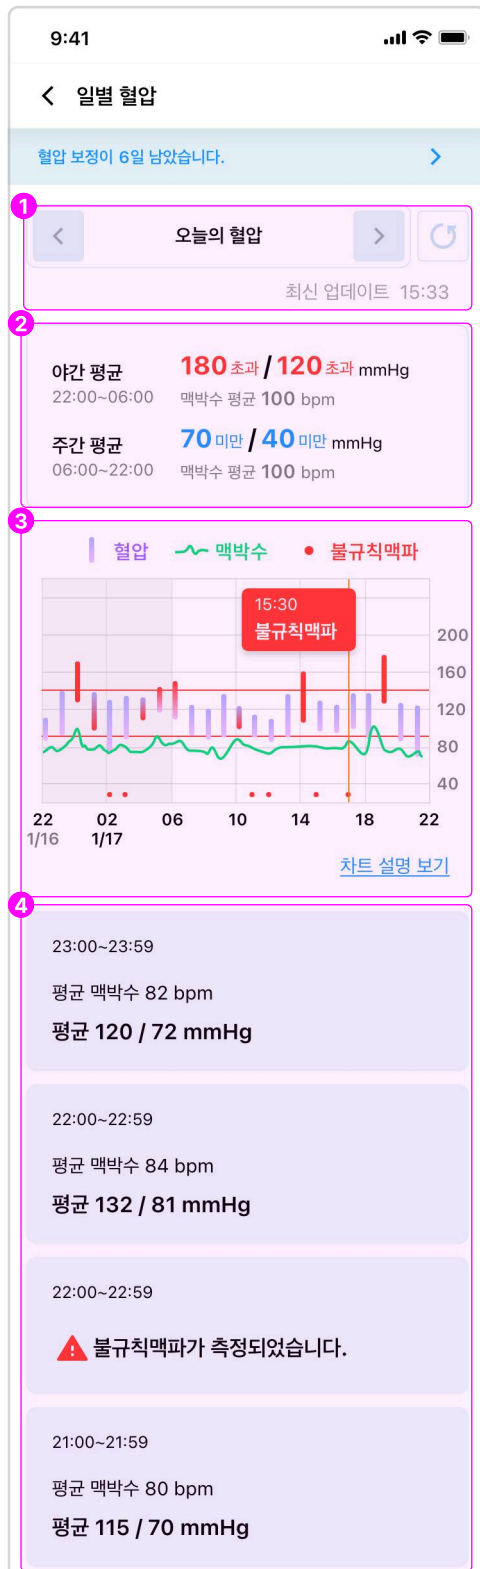 9:41
일별 혈압
혈압 보정이 6일 남았습니다.
1
오늘의 혈압
최신 업데이트 15:33
2
야간 평균 180 초과 / 120 초과 mmHg
22:00~06:00 맥박수 평균 100 bpm
주간 평균 70 미만 / 40 미만 mmHg
06:00~22:00 맥박수 평균 100 bpm
3
혈압 맥박수 불규칙맥파
15:30
불규칙맥파
200
160
120
80
40
22 02 06 10 14 18 22
1/16 1/17
차트 설명 보기
4
23:00~23:59
평균 맥박수 82 bpm
평균 120 / 72 mmHg
22:00~22:59
평균 맥박수 84 bpm
평균 132 / 81 mmHg
22:00~22:59
불규칙맥파가 측정되었습니다.
21:00~21:59
평균 맥박수 80 bpm
평균 115 / 70 mmHg